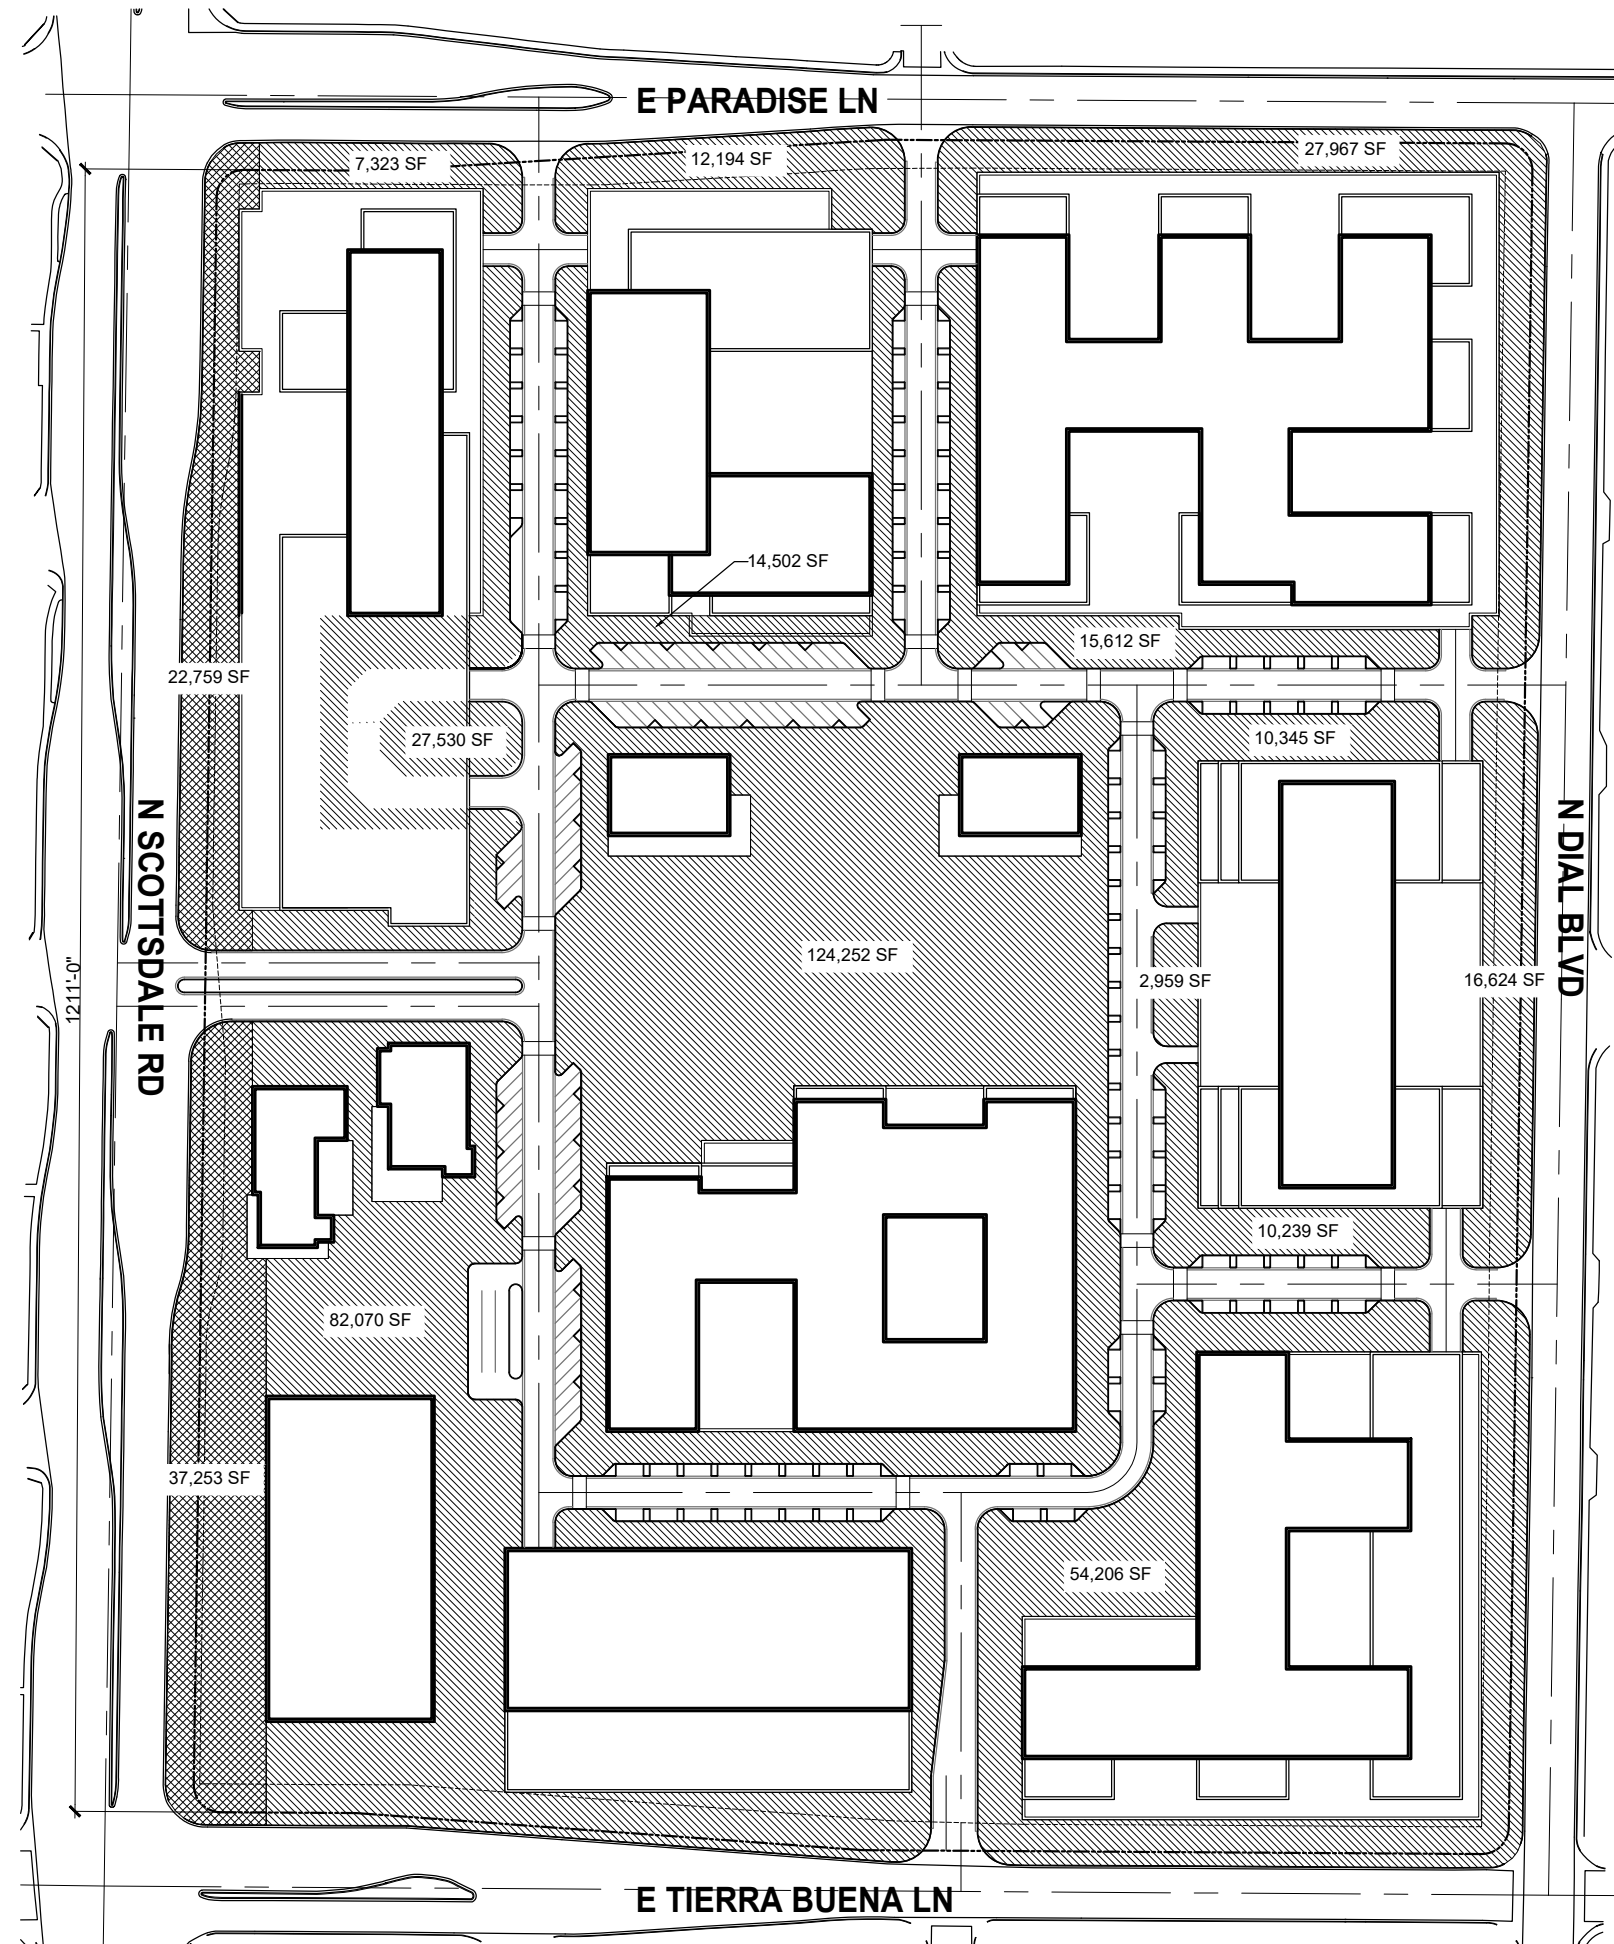 E PARADISE LN
7,323 SF
12,194 SF
27,967 SF
14,502 SF
15,612 SF
22,759 SF
27,530 SF
10,345 SF
N SCOTTSDALE RD
N DIAL BLVD
1211'-0"
124,252 SF
2,959 SF
16,624 SF
10,239 SF
82,070 SF
37,253 SF
54,206 SF
E TIERRA BUENA LN